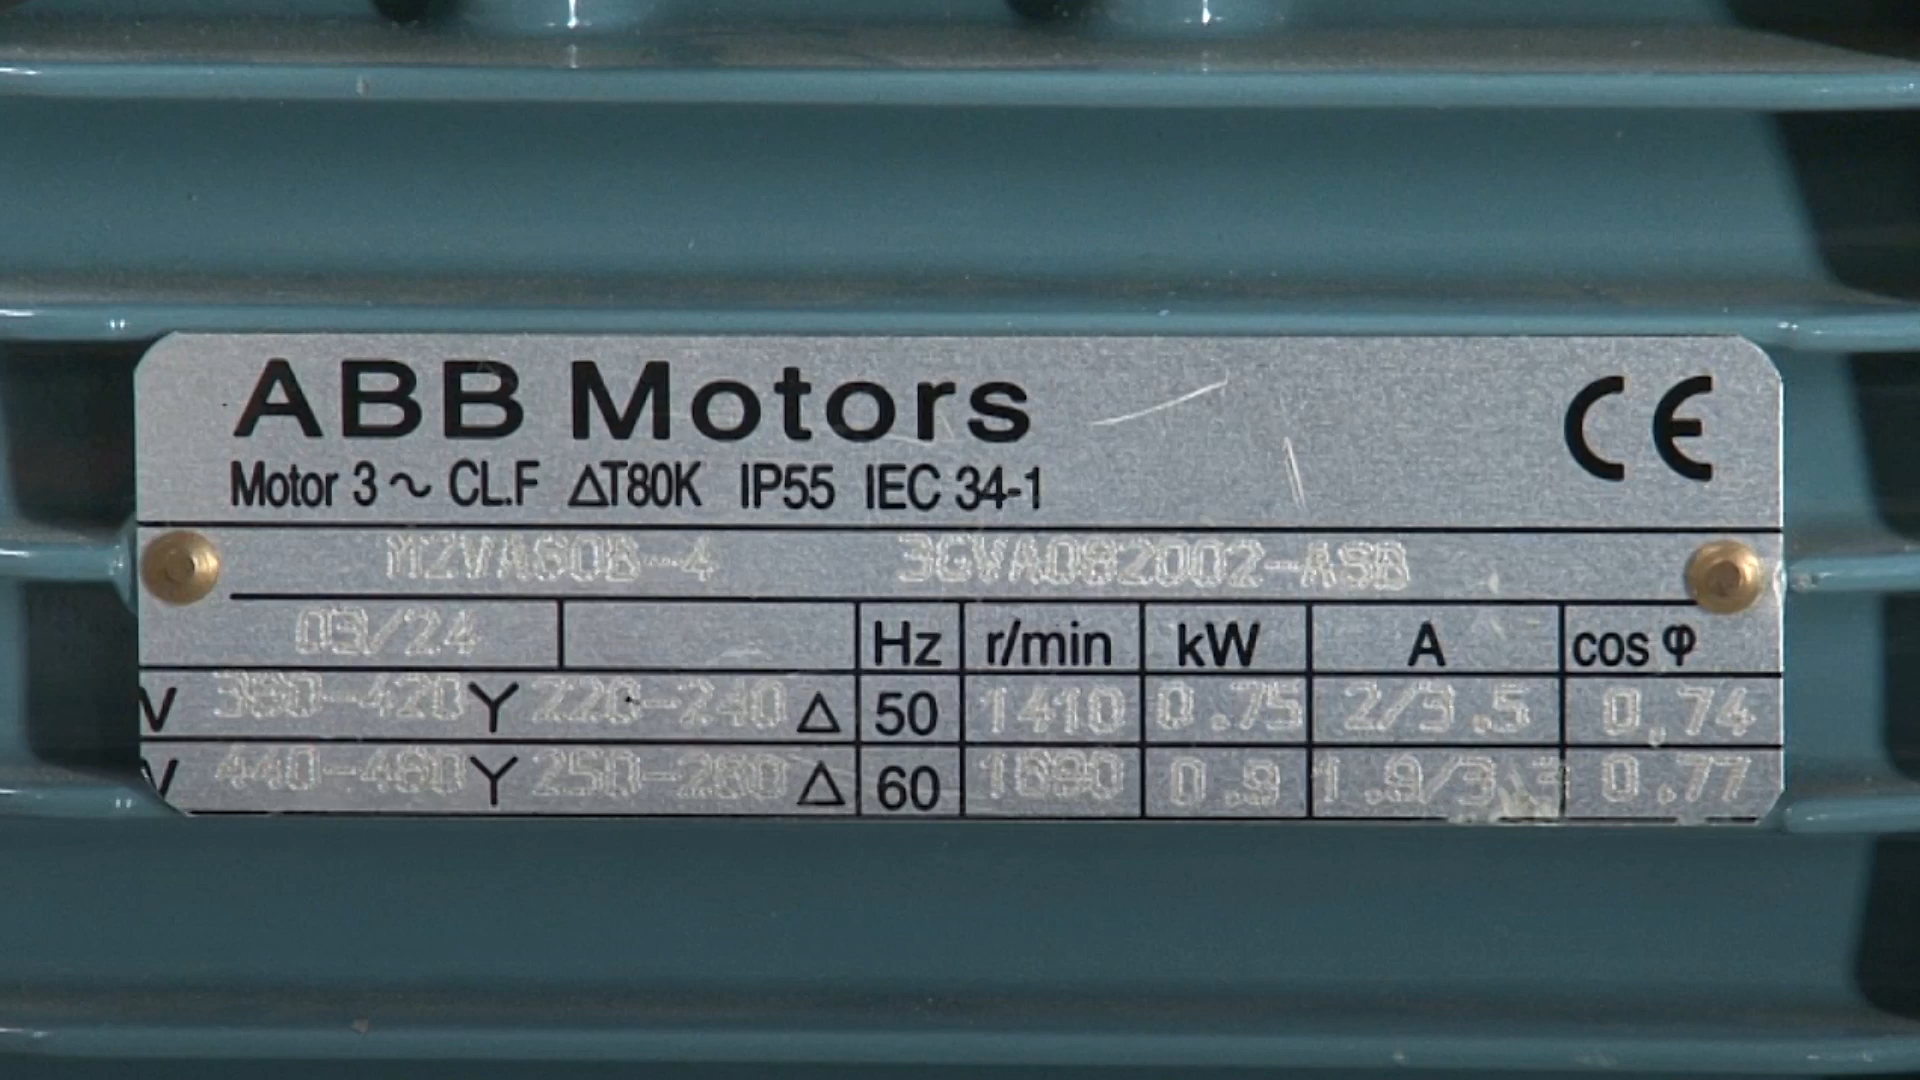 ABB Motors
CE
Motor 3 ~ CL.F ΔT80K IP55 IEC 34-1
M2VA80B-4 3GVA082002-ASB
03/24 Hz r/min kW A cos φ
V 380-420 Y 220-240 Δ 50 1410 0.75 2/3.5 0.74
V 440-480 Y 250-280 Δ 60 1690 0.9 1.9/3.3 0.77